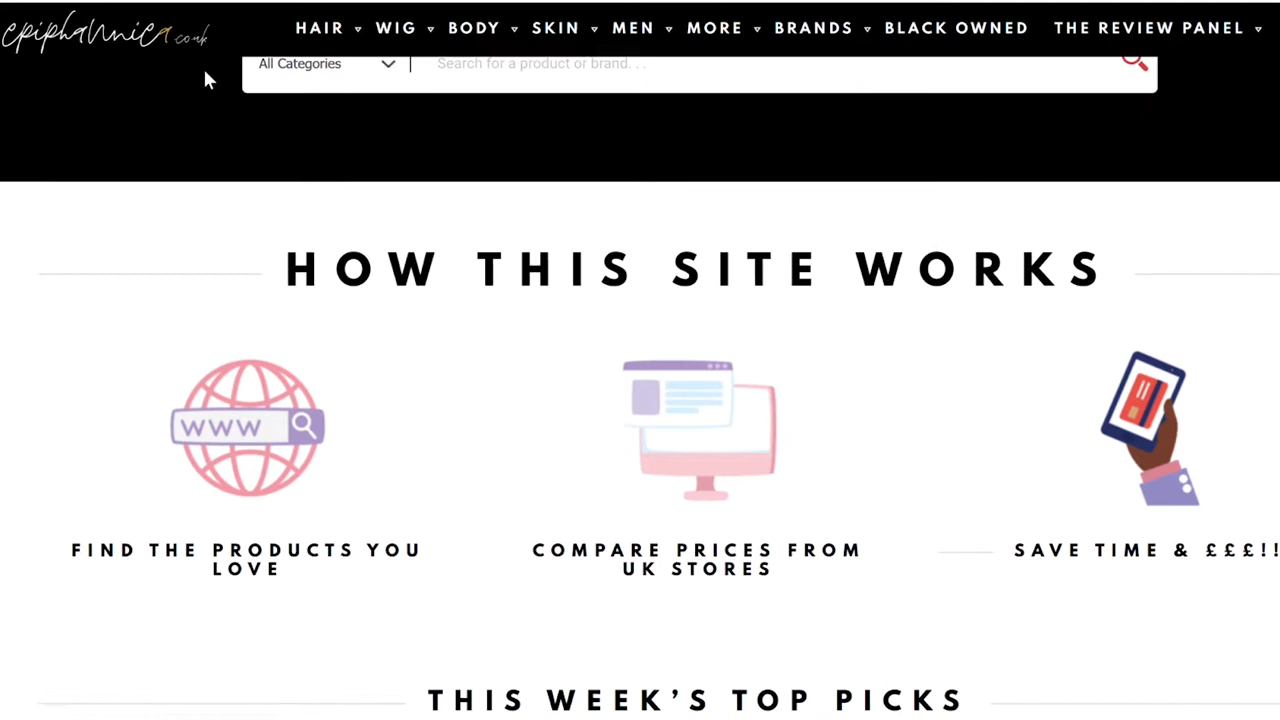 epiphannica.co.uk
HAIR WIG BODY SKIN MEN MORE BRANDS BLACK OWNED THE REVIEW PANEL
All Categories Search for a product or brand. . .
HOW THIS SITE WORKS
WWW
FIND THE PRODUCTS YOU
LOVE
COMPARE PRICES FROM
UK STORES
SAVE TIME & £££!!
THIS WEEK’S TOP PICKS